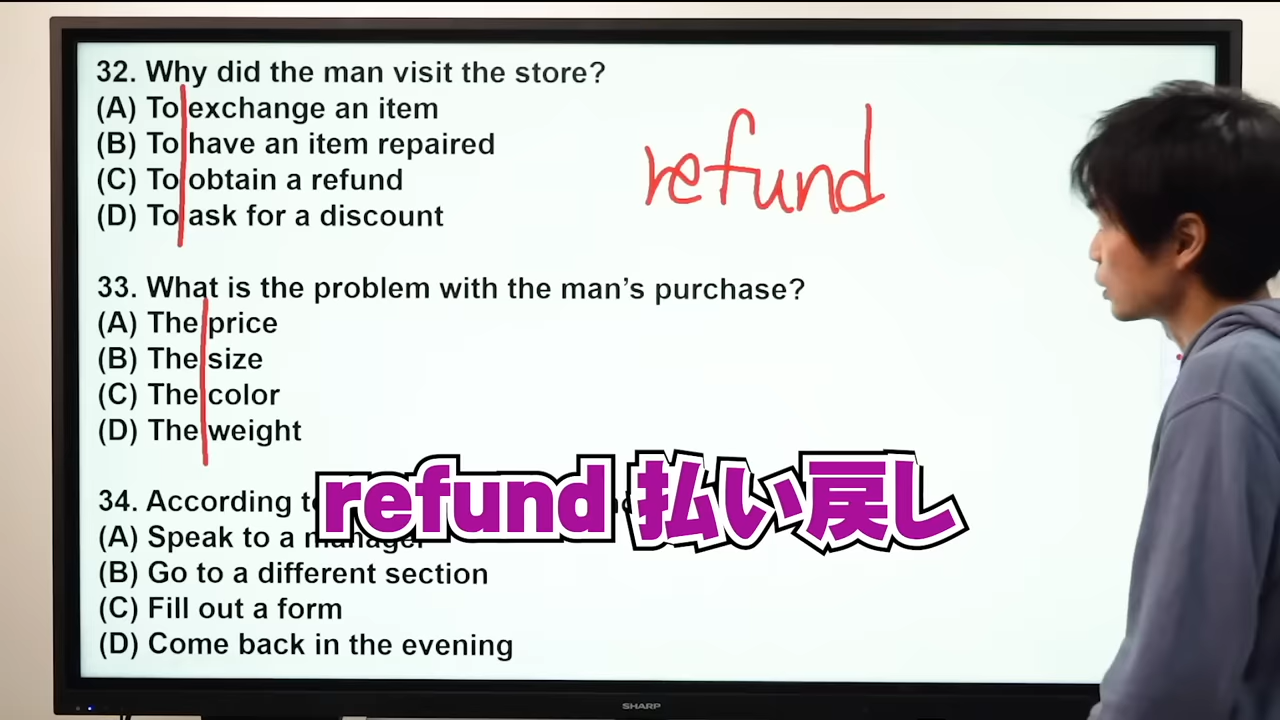 32. Why did the man visit the store?
(A) To exchange an item
(B) To have an item repaired
(C) To obtain a refund
(D) To ask for a discount
refund
33. What is the problem with the man's purchase?
(A) The price
(B) The size
(C) The color
(D) The weight
34. According to
refund 払い戻し
(A) Speak to a manager
(B) Go to a different section
(C) Fill out a form
(D) Come back in the evening
SHARP